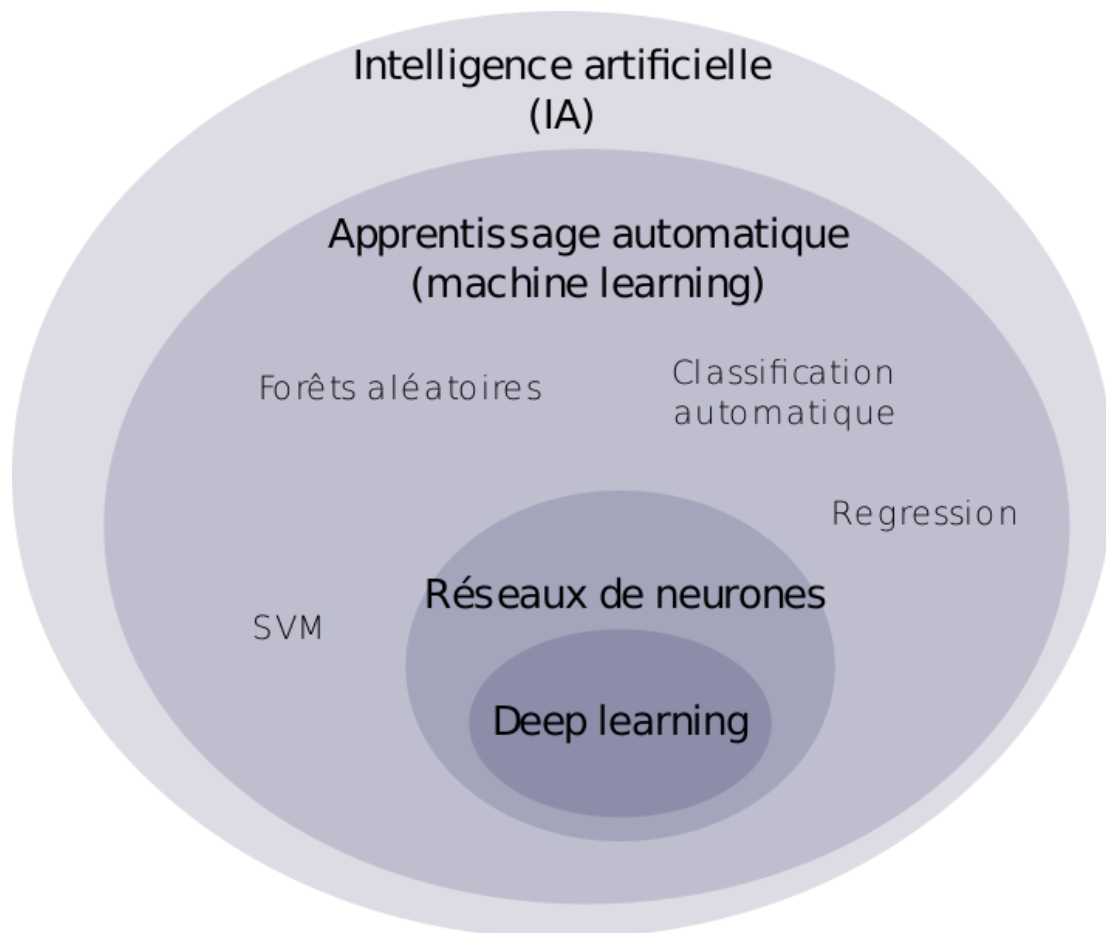 Intelligence artificielle
(IA)
Apprentissage automatique
(machine learning)
Forêts aléatoires
Classification
automatique
Regression
Réseaux de neurones
SVM
Deep learning